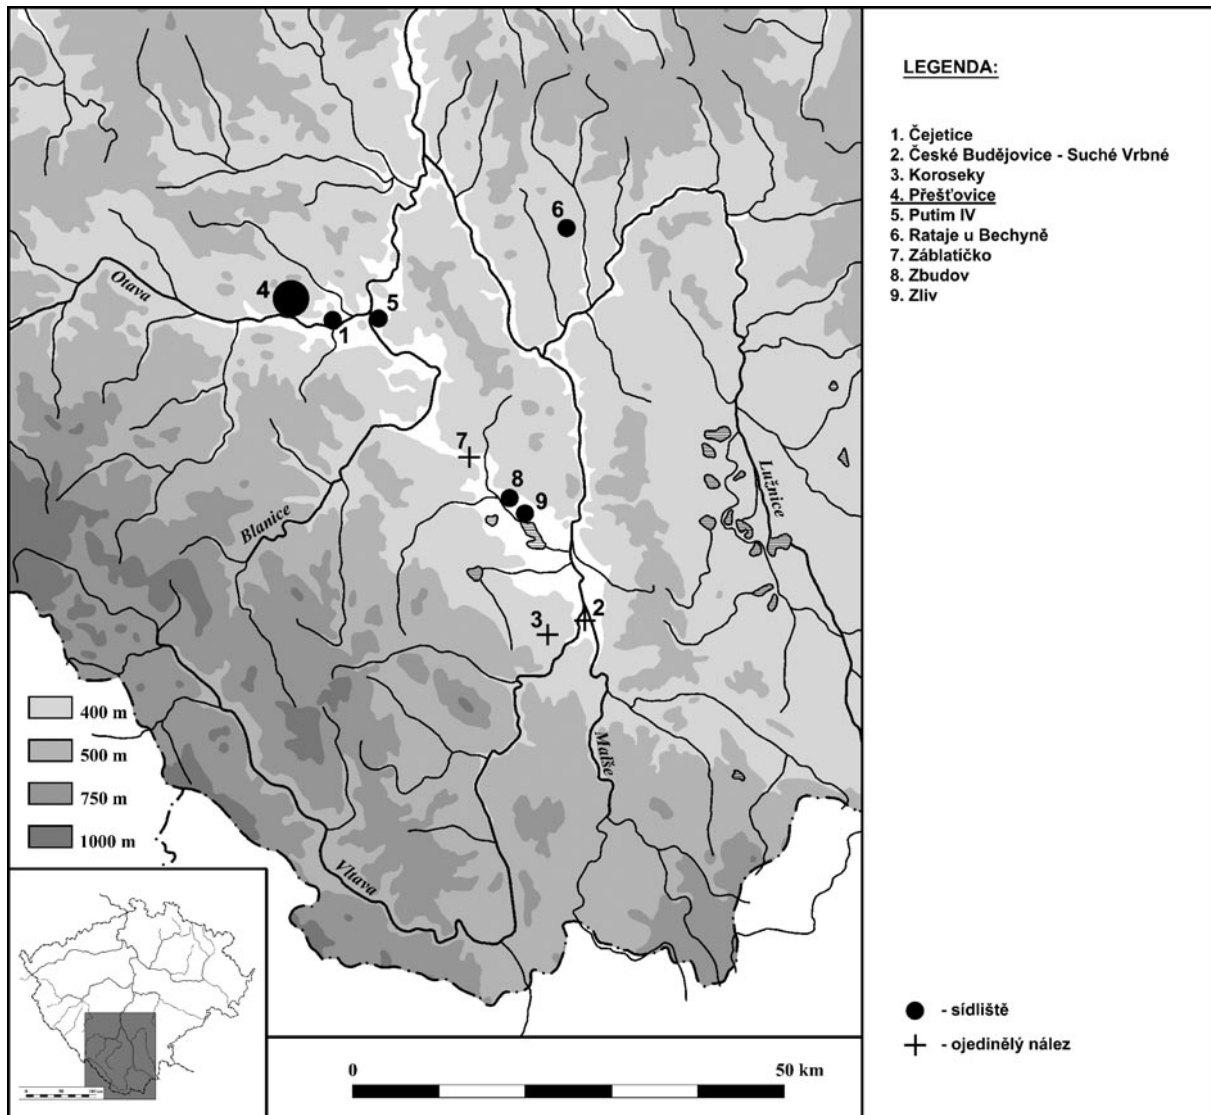 LEGENDA:
1. Čejetice
2. České Budějovice - Suché Vrbné
3. Koroseky
4. Přešťovice
5. Putim IV
6. Rataje u Bechyně
7. Záblatíčko
8. Zbudov
9. Zliv
6
Otava
4
5
1
7
8
9
Lužnice
Blanice
3
2
400 m
500 m
750 m
1000 m
Malše
Vltava
- sídliště
- ojedinělý nález
0
50 km